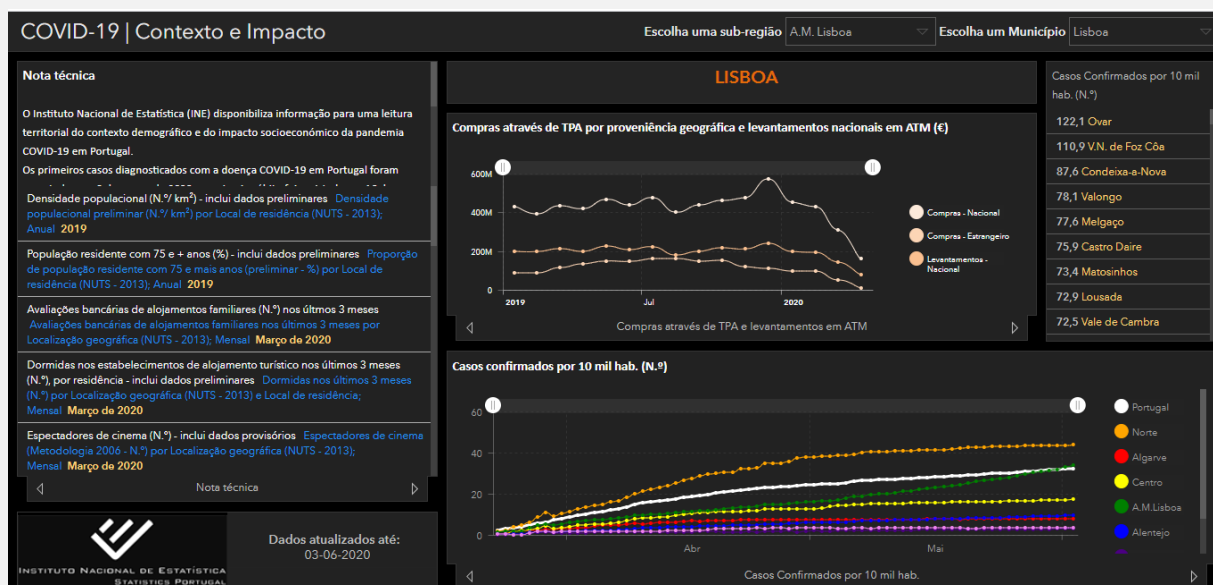 COVID-19 | Contexto e Impacto
Escolha uma sub-região A.M. Lisboa
Escolha um Município Lisboa
Nota técnica
O Instituto Nacional de Estatística (INE) disponibiliza informação para uma leitura
territorial do contexto demográfico e do impacto socioeconómico da pandemia
COVID-19 em Portugal.
Os primeiros casos diagnosticados com a doença COVID-19 em Portugal foram
Densidade populacional (N.º/ km²) - inclui dados preliminares Densidade
populacional preliminar (N.º/ km²) por Local de residência (NUTS - 2013);
Anual 2019
População residente com 75 e + anos (%) - inclui dados preliminares Proporção
de população residente com 75 e mais anos (preliminar - %) por Local de
residência (NUTS - 2013); Anual 2019
Avaliações bancárias de alojamentos familiares (N.º) nos últmos 3 meses
Avaliações bancárias de alojamentos familiares nos últimos 3 meses por
Localização geográfica (NUTS - 2013); Mensal Março de 2020
Dormidas nos estabelecimentos de alojamento turístico nos últimos 3 meses
(N.º), por residência - inclui dados preliminares Dormidas nos últimos 3 meses
(N.º) por Localização geográfica (NUTS - 2013) e Local de residência;
Mensal Março de 2020
Espectadores de cinema (N.º) - inclui dados provisórios Espectadores de cinema
(Metodologia 2006 - N.º) por Localização geográfica (NUTS - 2013);
Mensal Março de 2020
Nota técnica
INSTITUTO NACIONAL DE ESTATÍSTICA
STATISTICS PORTUGAL
Dados atualizados até:
03-06-2020
LISBOA
Compras através de TPA por proveniência geográfica e levantamentos nacionais em ATM (€)
600M
400M
200M
0
2019
Jul
2020
Compras - Nacional
Compras - Estrangeiro
Levantamentos -
Nacional
Compras através de TPA e levantamentos em ATM
Casos confirmados por 10 mil hab. (N.º)
60
40
20
0
Abr
Mai
Portugal
Norte
Algarve
Centro
A.M.Lisboa
Alentejo
Casos Confirmados por 10 mil hab.
Casos Confirmados por 10 mil
hab. (N.º)
122,1 Ovar
110,9 V.N. de Foz Côa
87,6 Condeixa-a-Nova
78,1 Valongo
77,6 Melgaço
75,9 Castro Daire
73,4 Matosinhos
72,9 Lousada
72,5 Vale de Cambra